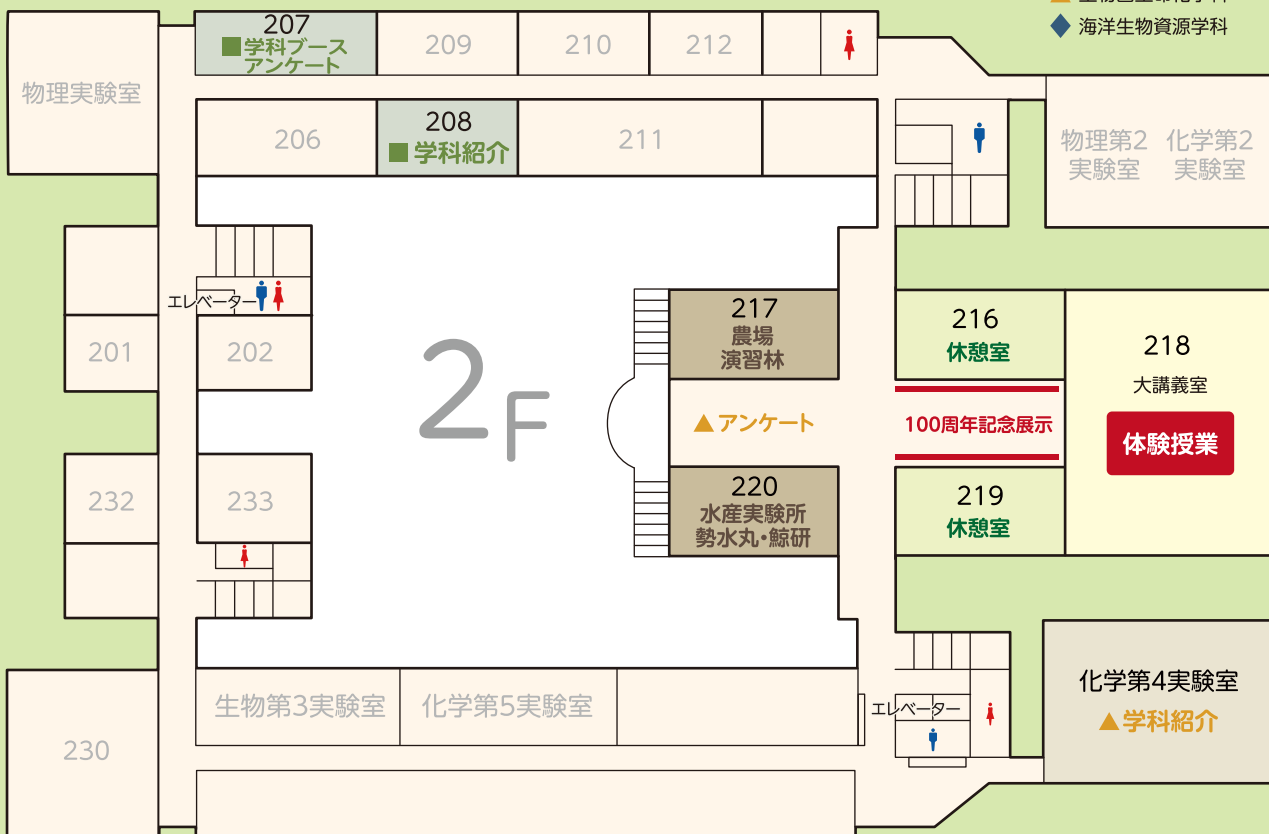 海洋生物資源学科
207
学科ブース
アンケート
209
210
212
物理実験室
206
208
学科紹介
211
物理第2
実験室
化学第2
実験室
エレベーター
201
202
2F
217
農場
演習林
216
休憩室
218
大講義室
体験授業
アンケート
100周年記念展示
232
233
220
水産実験所
勢水丸・鯨研
219
休憩室
生物第3実験室
化学第5実験室
エレベーター
化学第4実験室
学科紹介
230